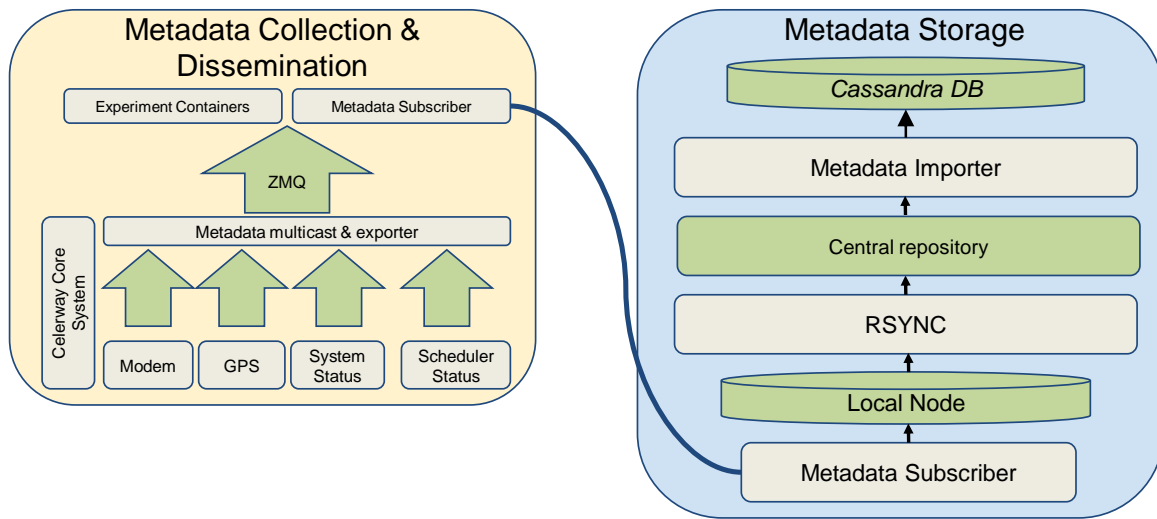 Metadata Collection &
Dissemination
Experiment Containers
Metadata Subscriber
ZMQ
Metadata multicast & exporter
Celerway Core
System
Modem
GPS
System
Status
Scheduler
Status
Metadata Storage
Cassandra DB
Metadata Importer
Central repository
RSYNC
Local Node
Metadata Subscriber